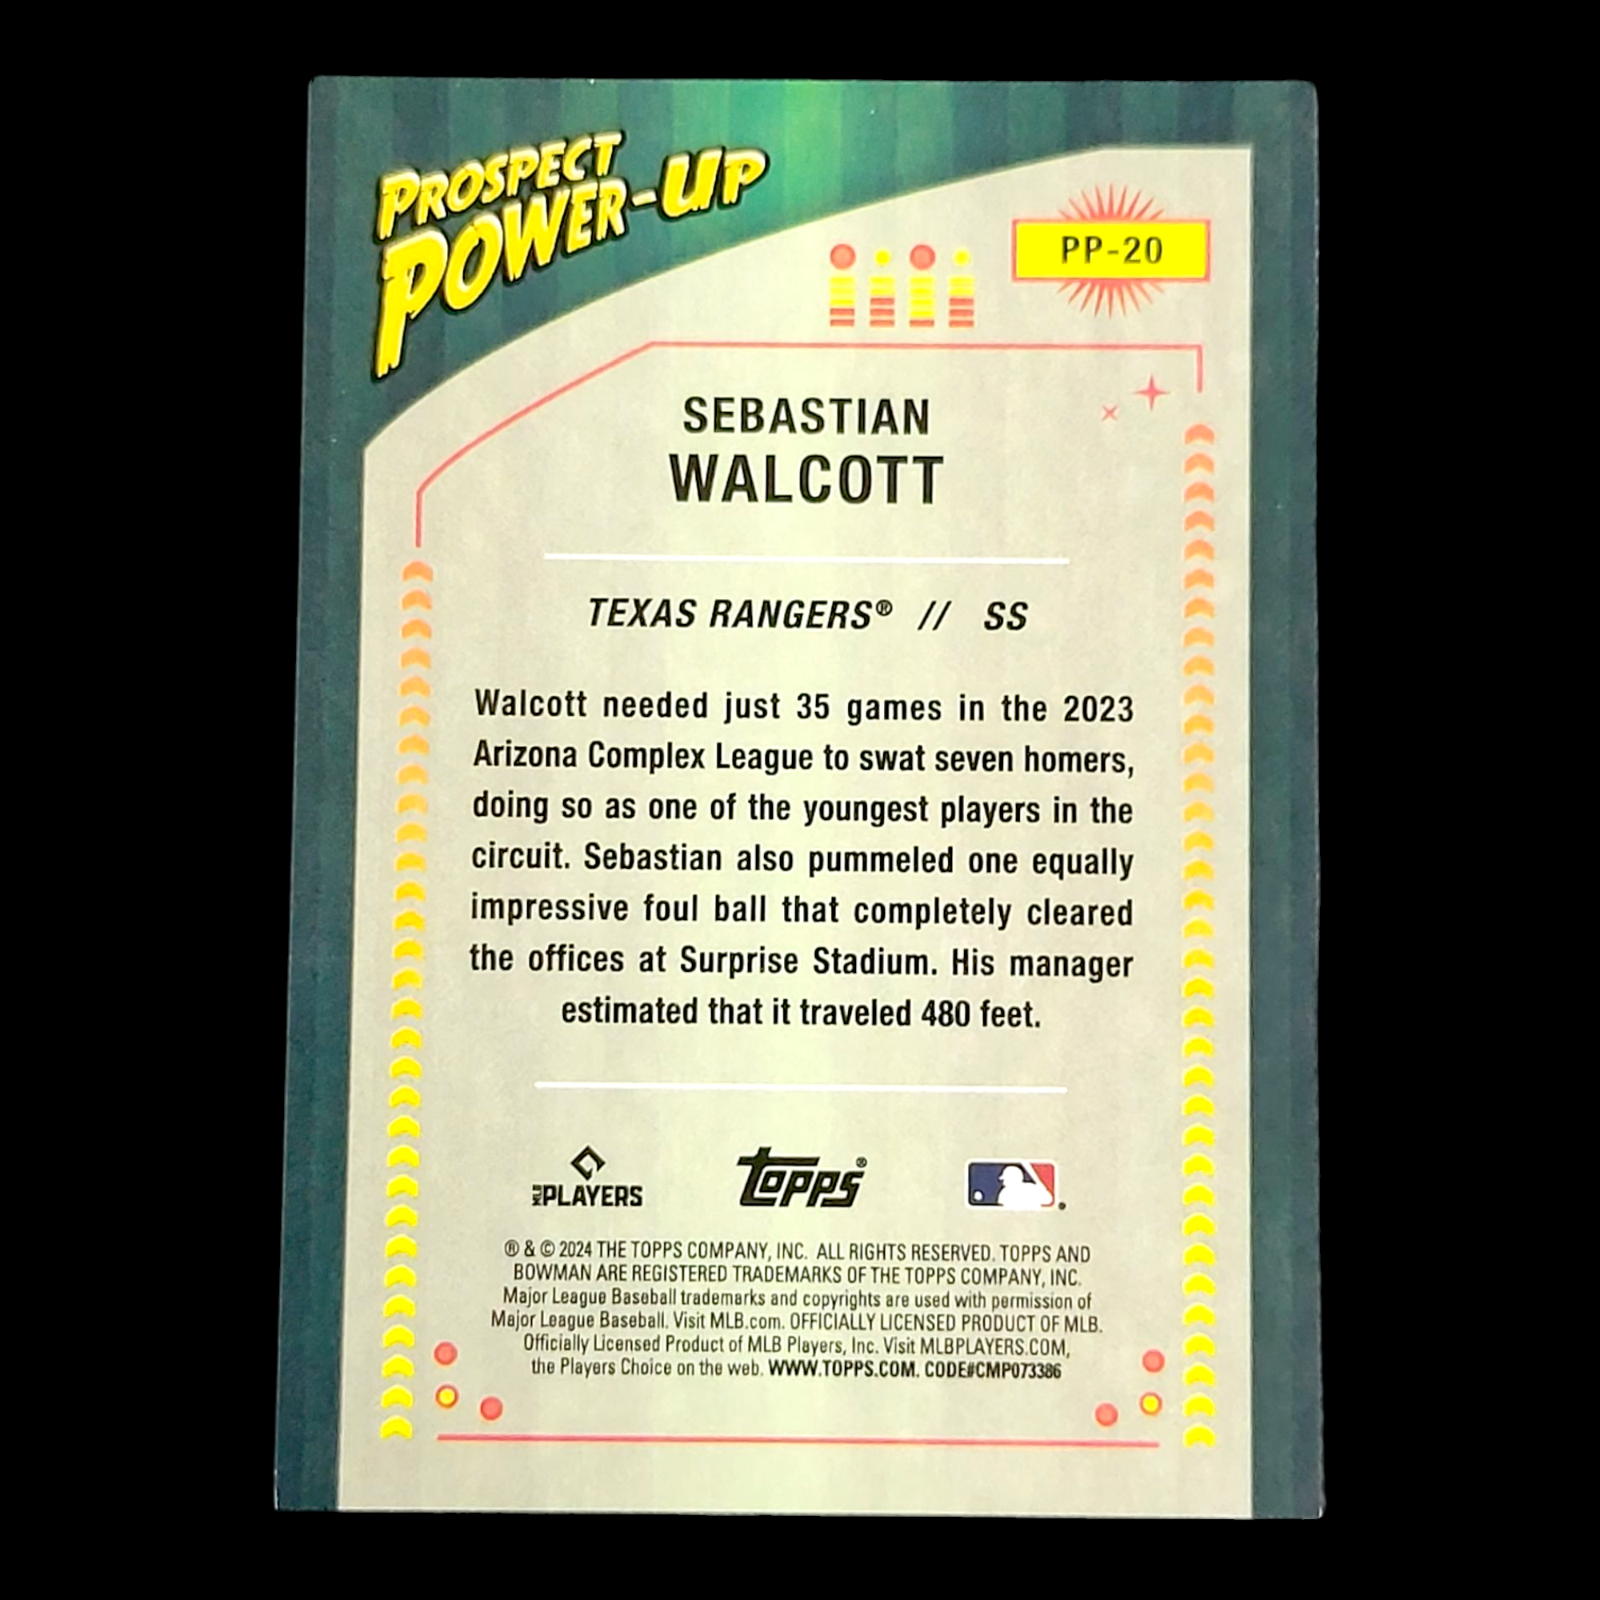 PROSPECT
POWER-UP
PP-20
SEBASTIAN
WALCOTT
TEXAS RANGERS® // SS
Walcott needed just 35 games in the 2023
Arizona Complex League to swat seven homers,
doing so as one of the youngest players in the
circuit. Sebastian also pummeled one equally
impressive foul ball that completely cleared
the offices at Surprise Stadium. His manager
estimated that it traveled 480 feet.
MLB PLAYERS TOPPS® ®
® & © 2024 THE TOPPS COMPANY, INC. ALL RIGHTS RESERVED. TOPPS AND
BOWMAN ARE REGISTERED TRADEMARKS OF THE TOPPS COMPANY, INC.
Major League Baseball trademarks and copyrights are used with permission of
Major League Baseball. Visit MLB.com. OFFICIALLY LICENSED PRODUCT OF MLB.
Officially Licensed Product of MLB Players, Inc. Visit MLBPLAYERS.COM,
the Players Choice on the web. WWW.TOPPS.COM. CODE#CMP073386